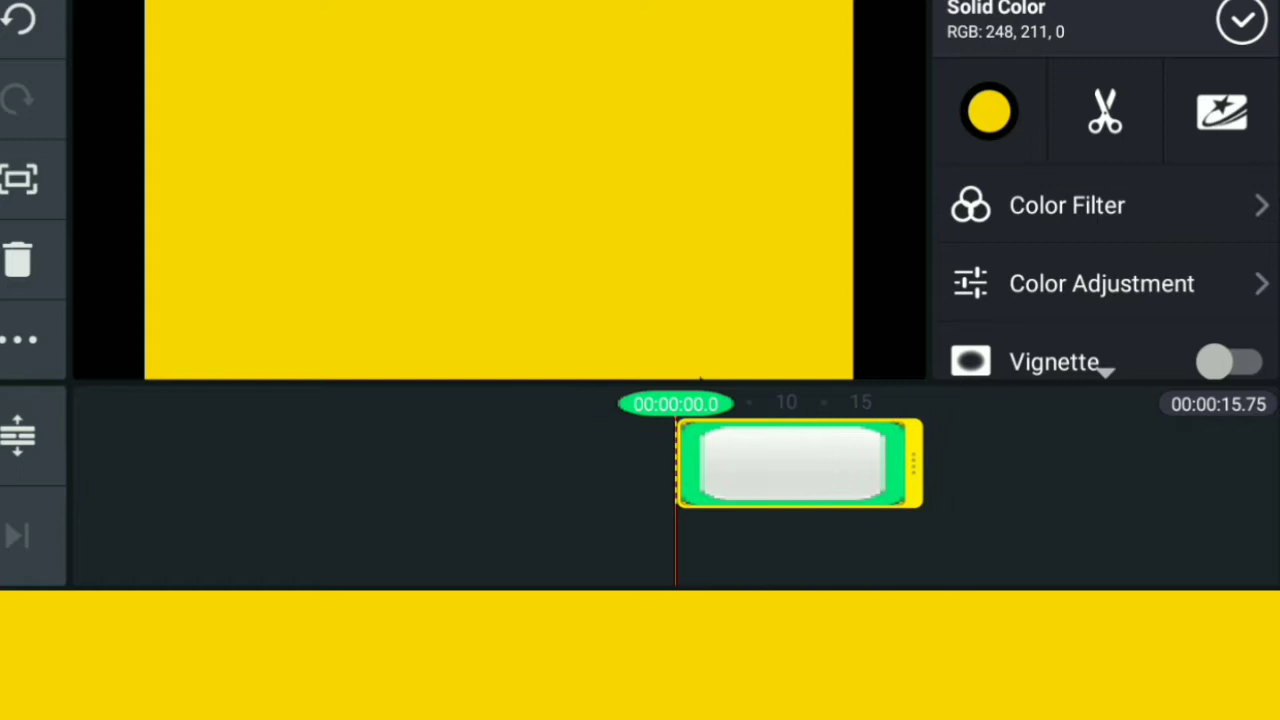 Solid Color
RGB: 248, 211, 0
Color Filter
Color Adjustment
Vignette
00:00:00.0
10
15
00:00:15.75